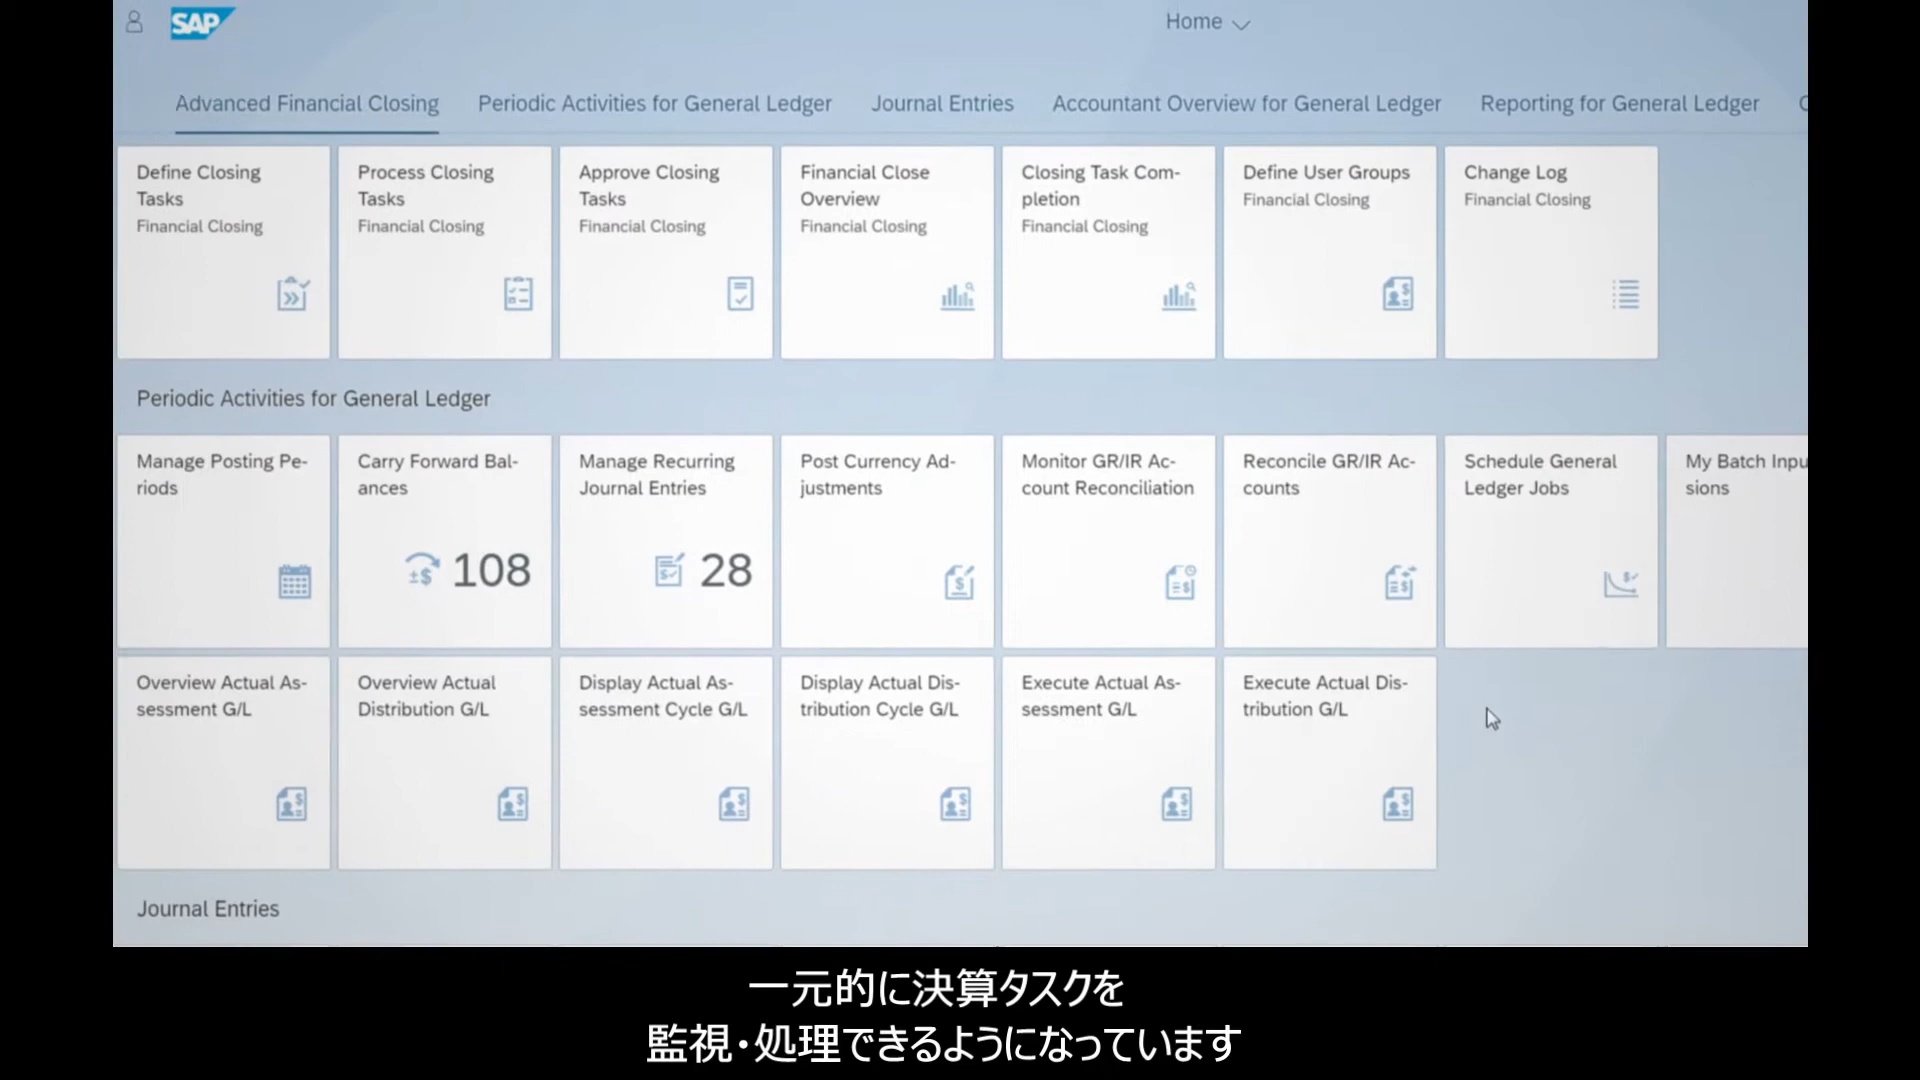 SAP
Home
Advanced Financial Closing
Periodic Activities for General Ledger
Journal Entries
Accountant Overview for General Ledger
Reporting for General Ledger
Define Closing
Tasks
Financial Closing
Process Closing
Tasks
Financial Closing
Approve Closing
Tasks
Financial Closing
Financial Close
Overview
Financial Closing
Closing Task Com-
pletion
Financial Closing
Define User Groups
Financial Closing
Change Log
Financial Closing
Periodic Activities for General Ledger
Manage Posting Pe-
riods
Carry Forward Bal-
ances
108
Manage Recurring
Journal Entries
28
Post Currency Ad-
justments
Monitor GR/IR Ac-
count Reconciliation
Reconcile GR/IR Ac-
counts
Schedule General
Ledger Jobs
My Batch Inpu
sions
Overview Actual As-
sessment G/L
Overview Actual
Distribution G/L
Display Actual As-
sessment Cycle G/L
Display Actual Dis-
tribution Cycle G/L
Execute Actual As-
sessment G/L
Execute Actual Dis-
tribution G/L
Journal Entries
一元的に決算タスクを
監視・処理できるようになっています